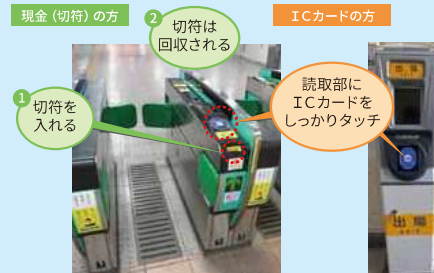 現金（切符）の方
ICカードの方
②
切符は
回収される
①
切符を
入れる
読取部に
ICカードを
しっかりタッチ
出場